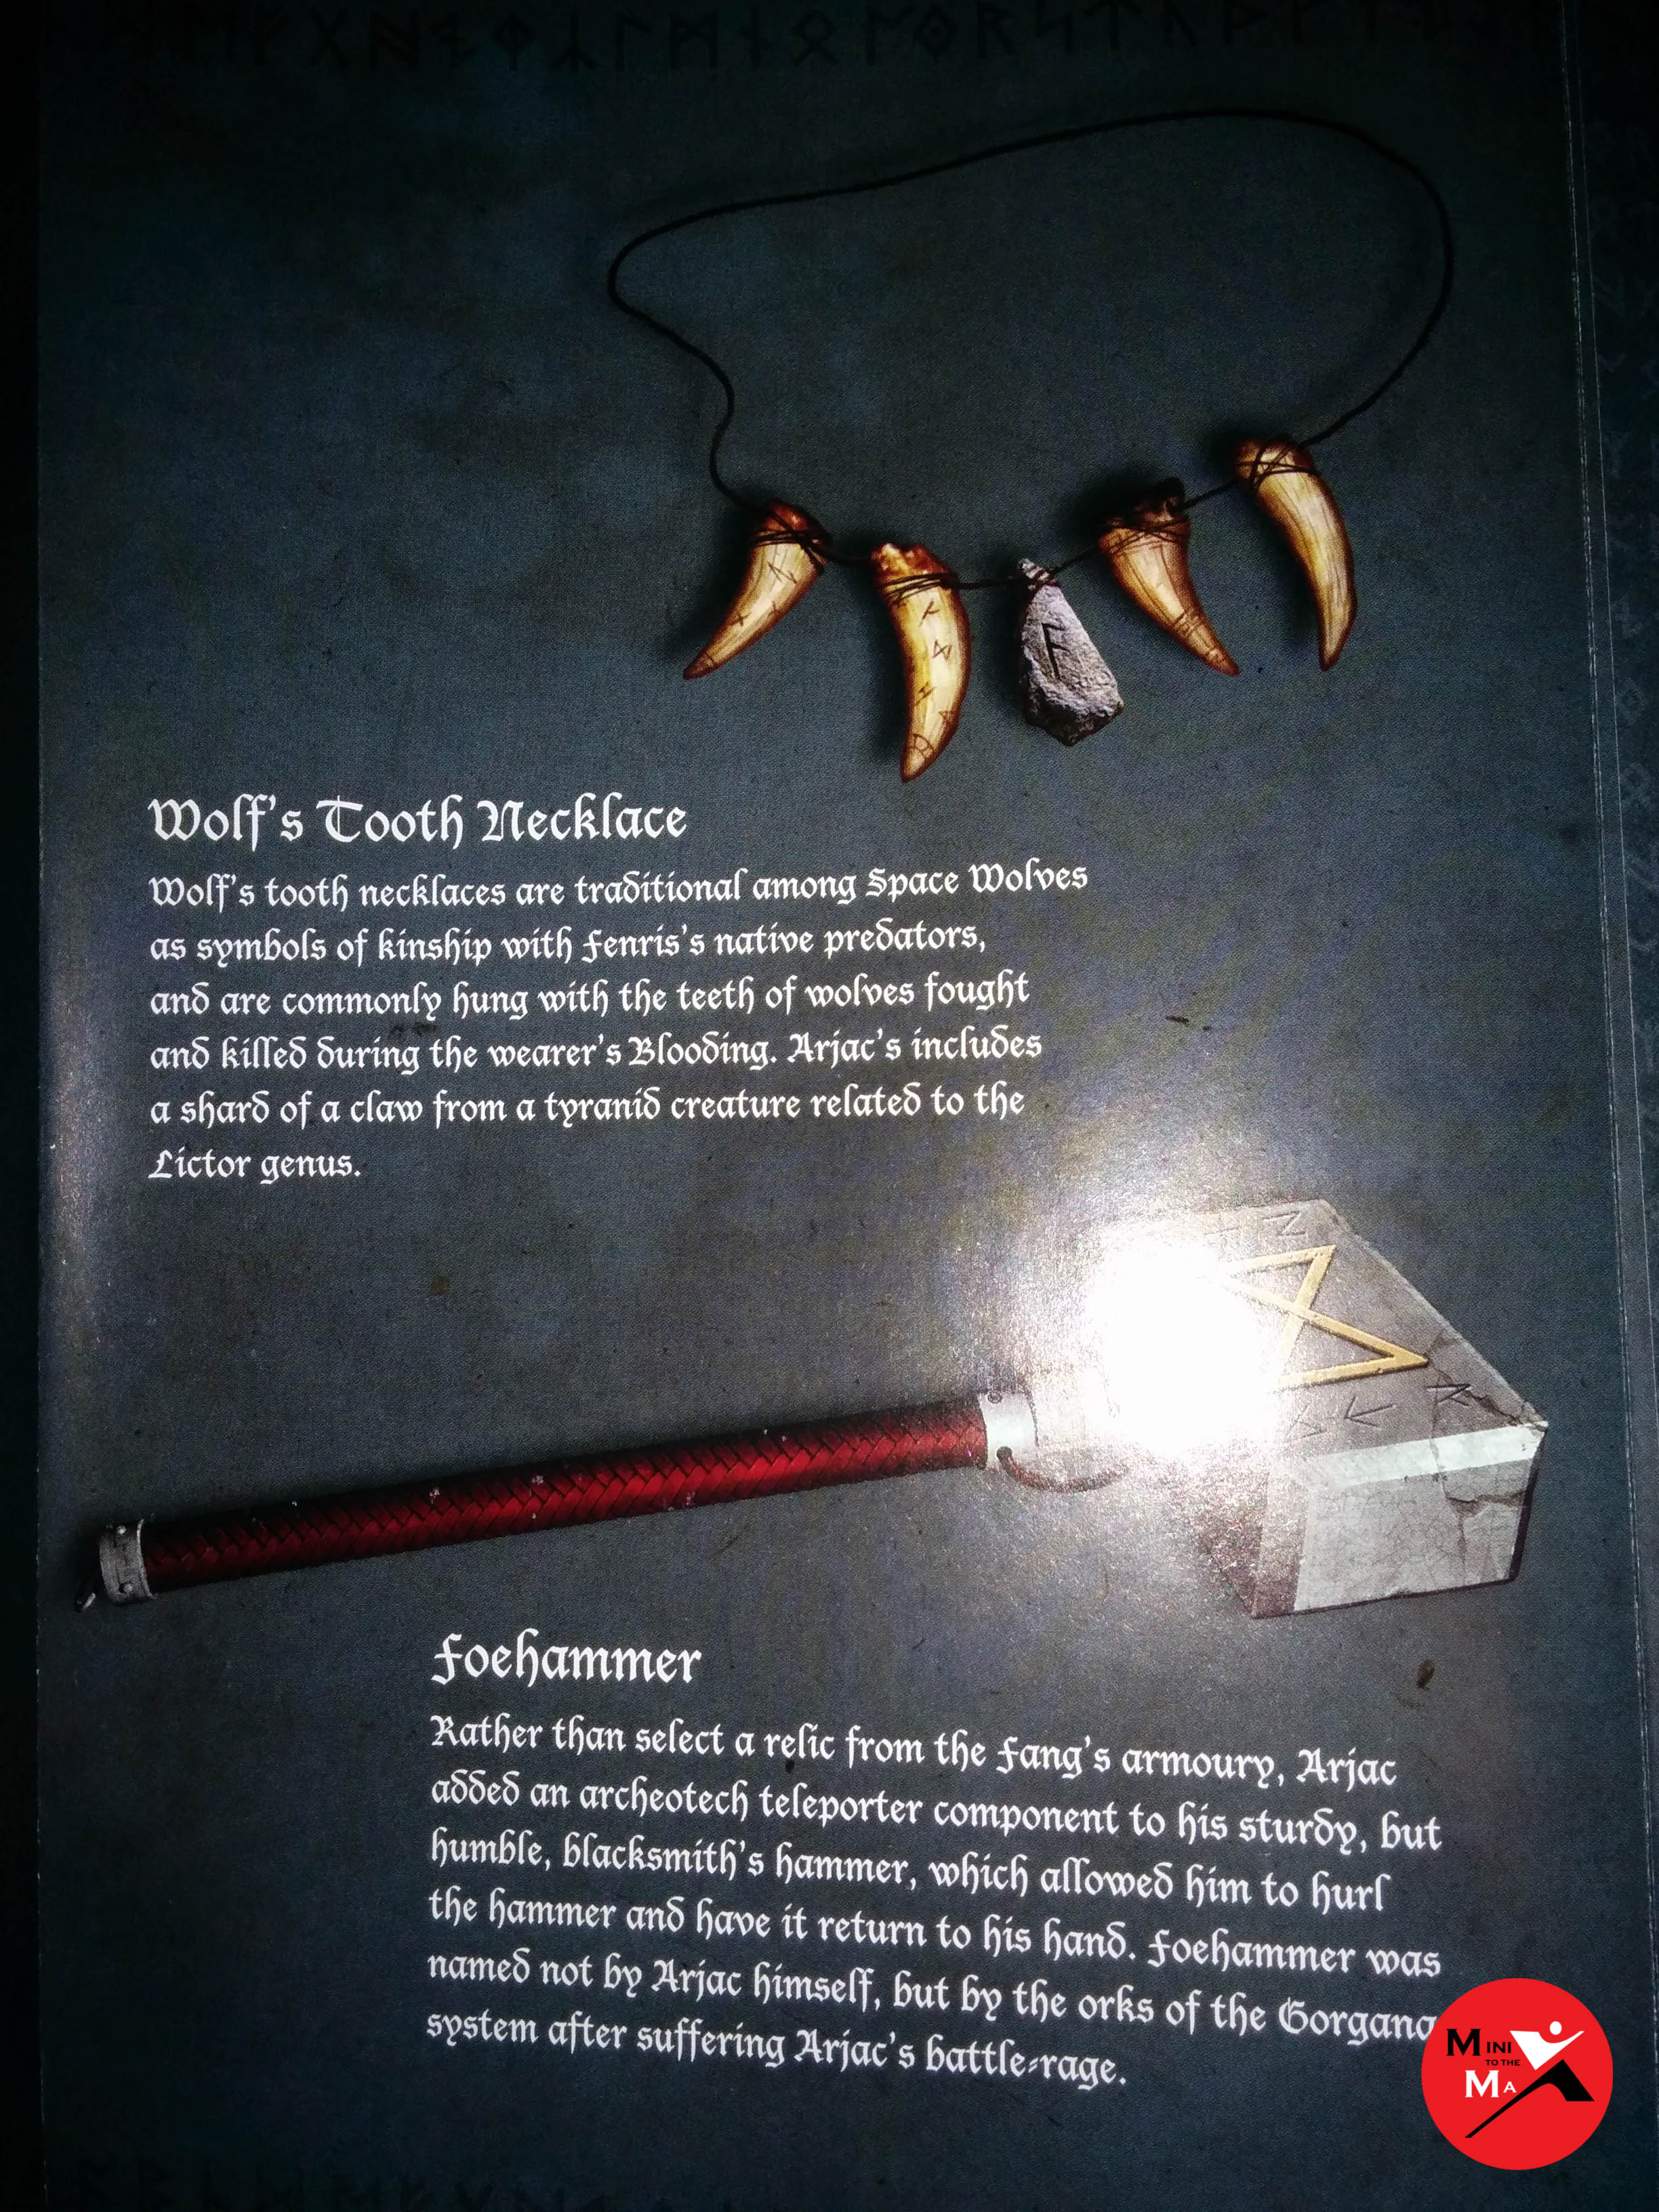 Wolf's Tooth Necklace
Wolf's tooth necklaces are traditional among Space Wolves
as symbols of kinship with Fenris's native predators,
and are commonly hung with the teeth of wolves fought
and killed during the wearer's Blooding. Arjac's includes
a shard of a claw from a tyranid creature related to the
Lictor genus.
Foehammer
Rather than select a relic from the Fang's armoury, Arjac
added an archeotech teleporter component to his sturdy, but
humble, blacksmith's hammer, which allowed him to hurl
the hammer and have it return to his hand. Foehammer was
named not by Arjac himself, but by the orks of the Gorgana
system after suffering Arjac's battle-rage.
MINI
TO THE
MAX